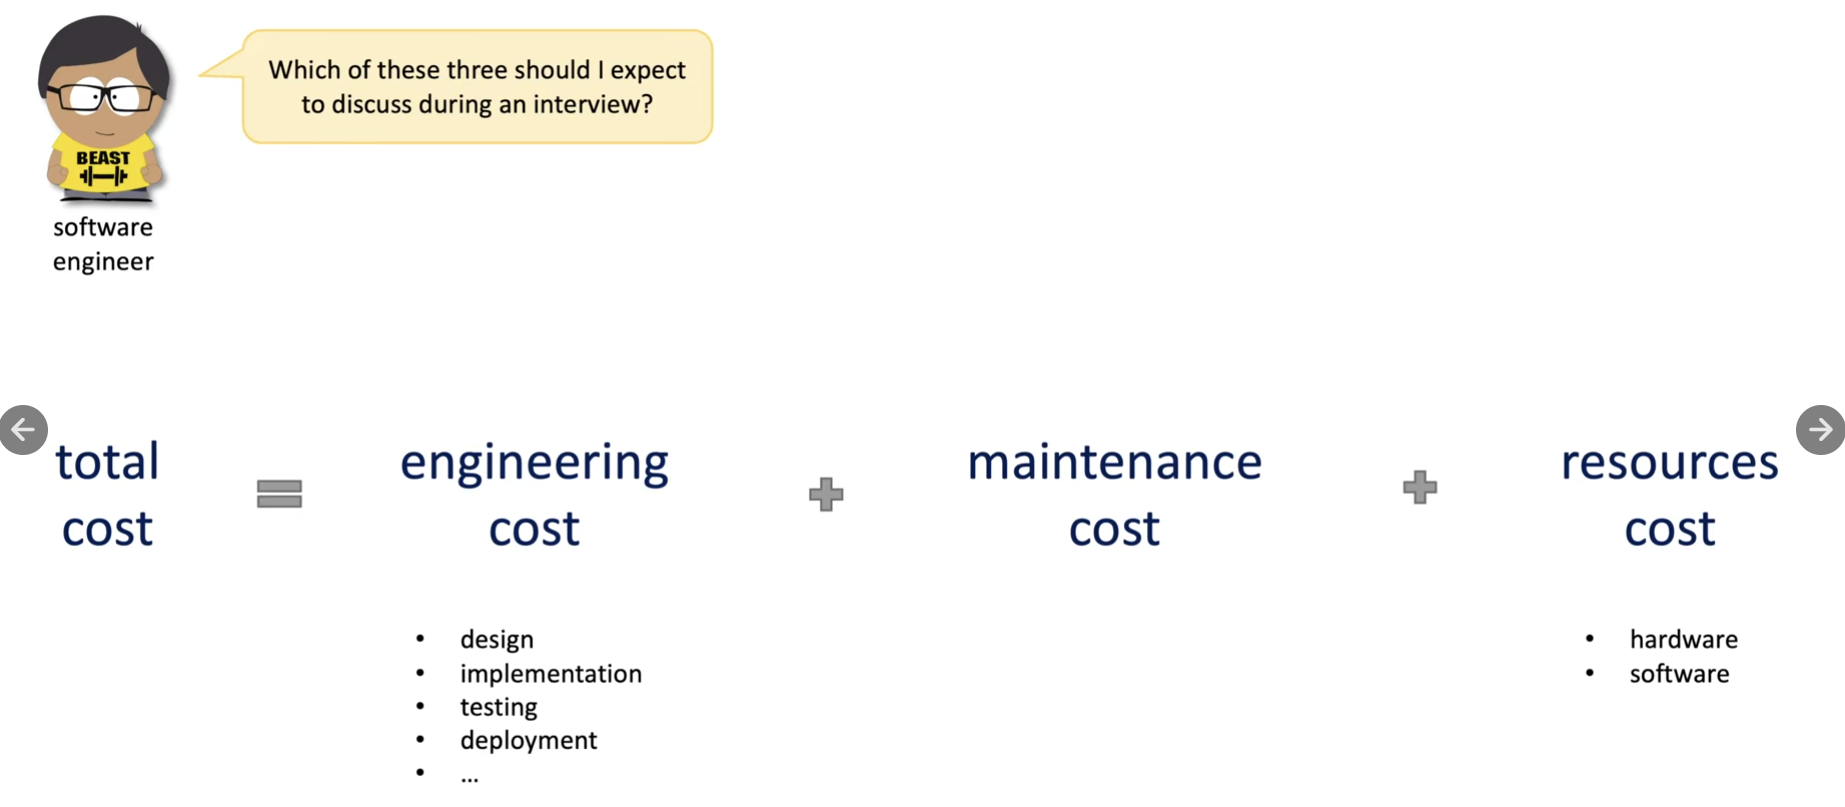 Which of these three should I expect
to discuss during an interview?
BEAST
software
engineer
total
cost
engineering
cost
maintenance
cost
resources
cost
• design
• implementation
• testing
• deployment
• ...
• hardware
• software